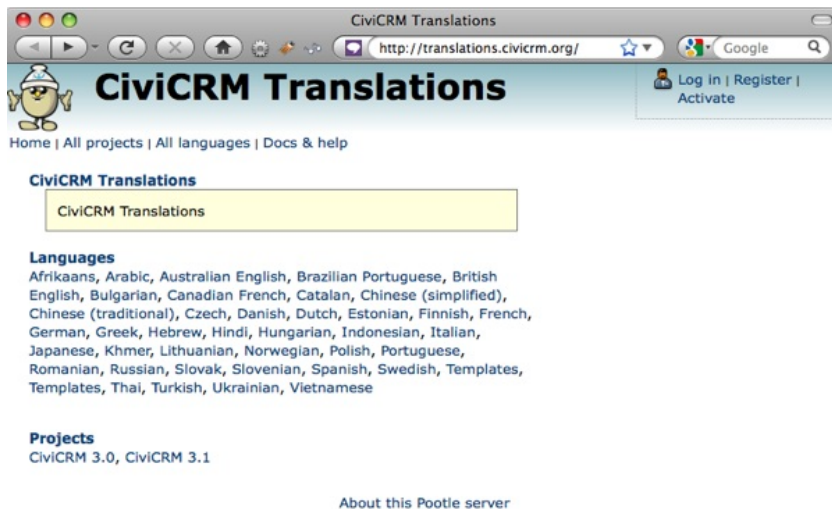 CiviCRM Translations
http://translations.civicrm.org/
Google
CiviCRM Translations
Log in | Register |
Activate
Home | All projects | All languages | Docs & help
CiviCRM Translations
CiviCRM Translations
Languages
Afrikaans, Arabic, Australian English, Brazilian Portuguese, British
English, Bulgarian, Canadian French, Catalan, Chinese (simplified),
Chinese (traditional), Czech, Danish, Dutch, Estonian, Finnish, French,
German, Greek, Hebrew, Hindi, Hungarian, Indonesian, Italian,
Japanese, Khmer, Lithuanian, Norwegian, Polish, Portuguese,
Romanian, Russian, Slovak, Slovenian, Spanish, Swedish, Templates,
Templates, Thai, Turkish, Ukrainian, Vietnamese
Projects
CiviCRM 3.0, CiviCRM 3.1
About this Pootle server